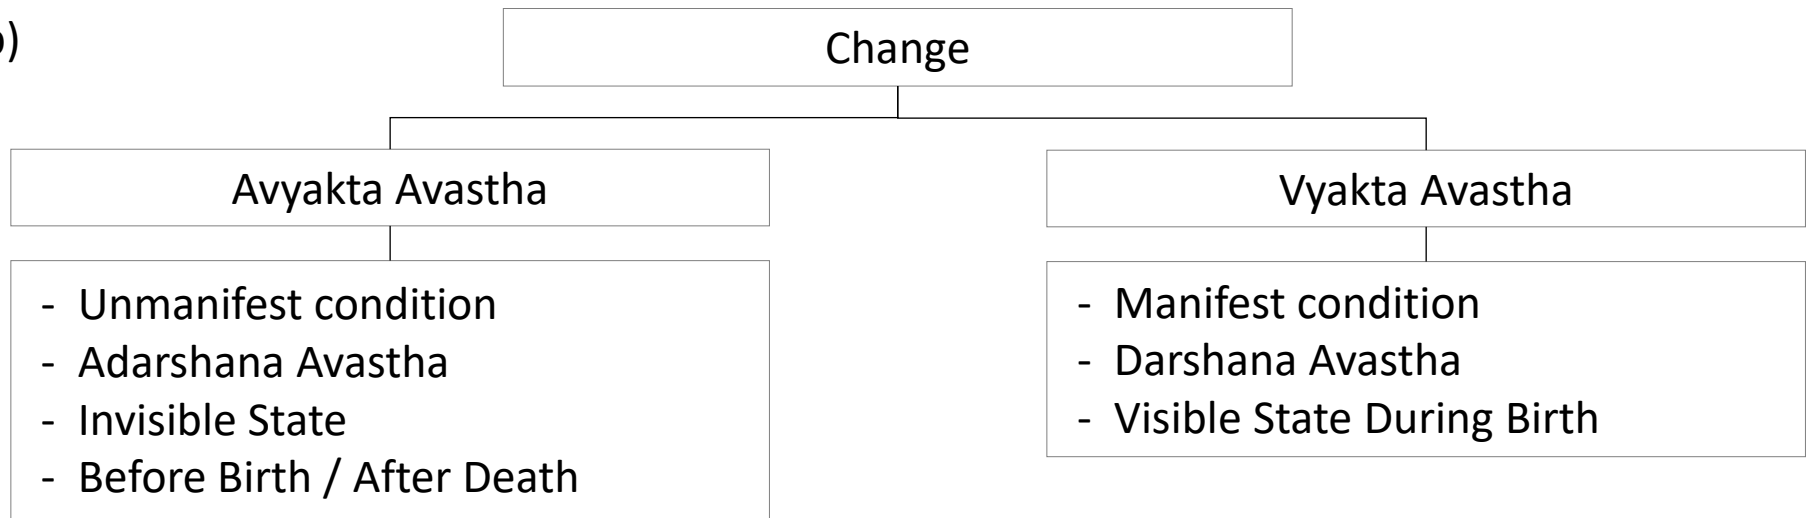 Change
Avyakta Avastha
- Unmanifest condition
- Adarshana Avastha
- Invisible State
- Before Birth / After Death
Vyakta Avastha
- Manifest condition
- Darshana Avastha
- Visible State During Birth